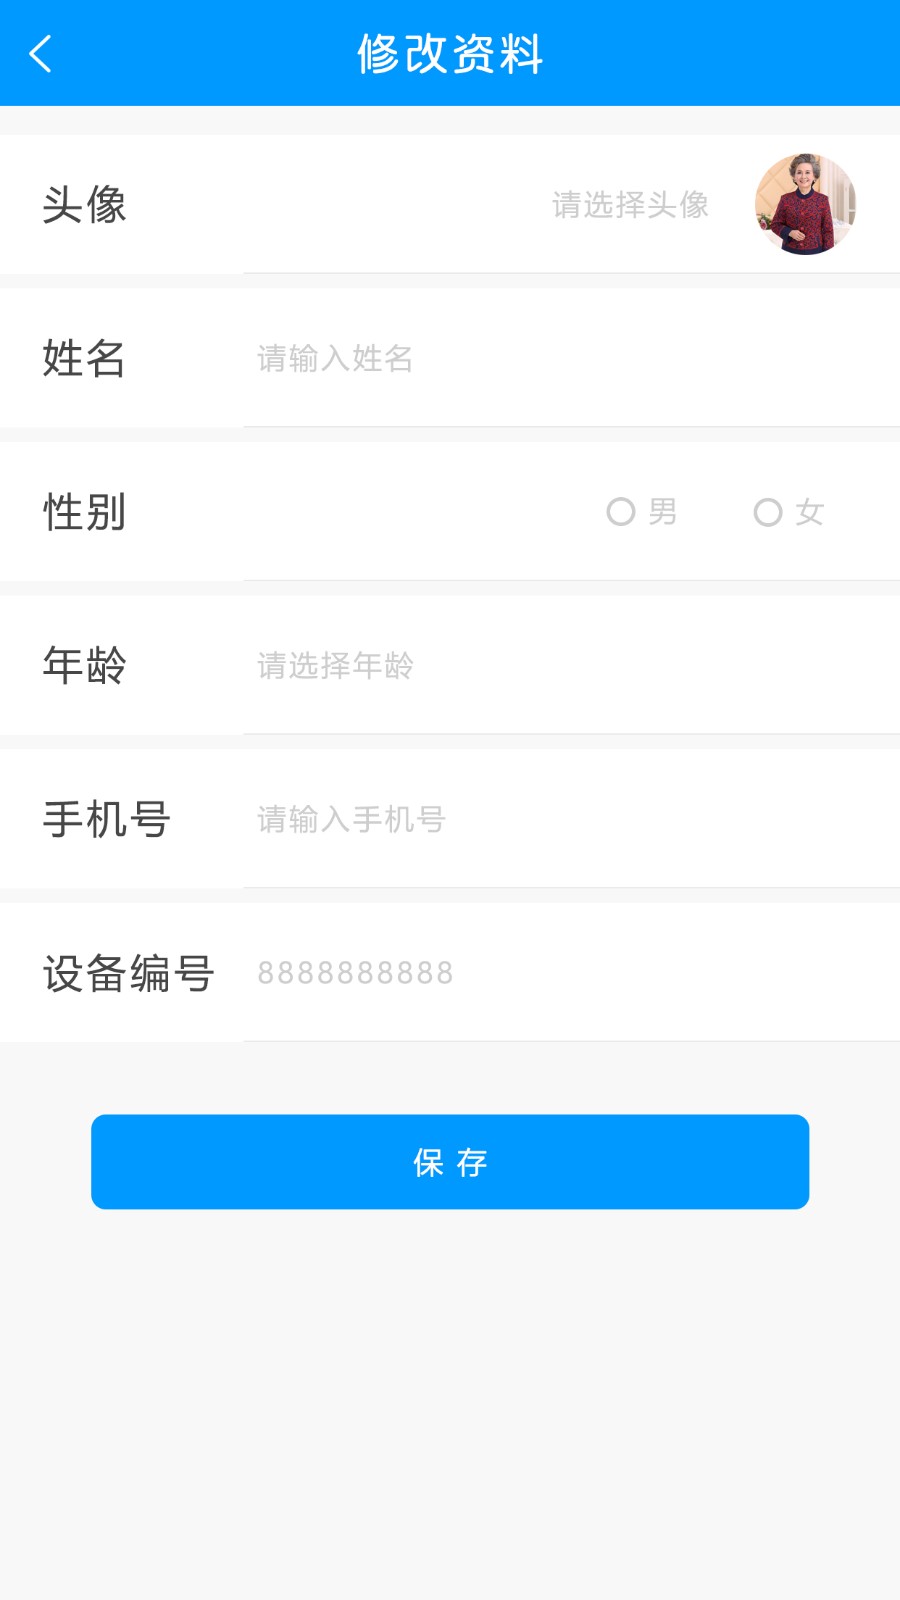 修改资料
头像 请选择头像
姓名 请输入姓名
性别 男 女
年龄 请选择年龄
手机号 请输入手机号
设备编号 8888888888
保存